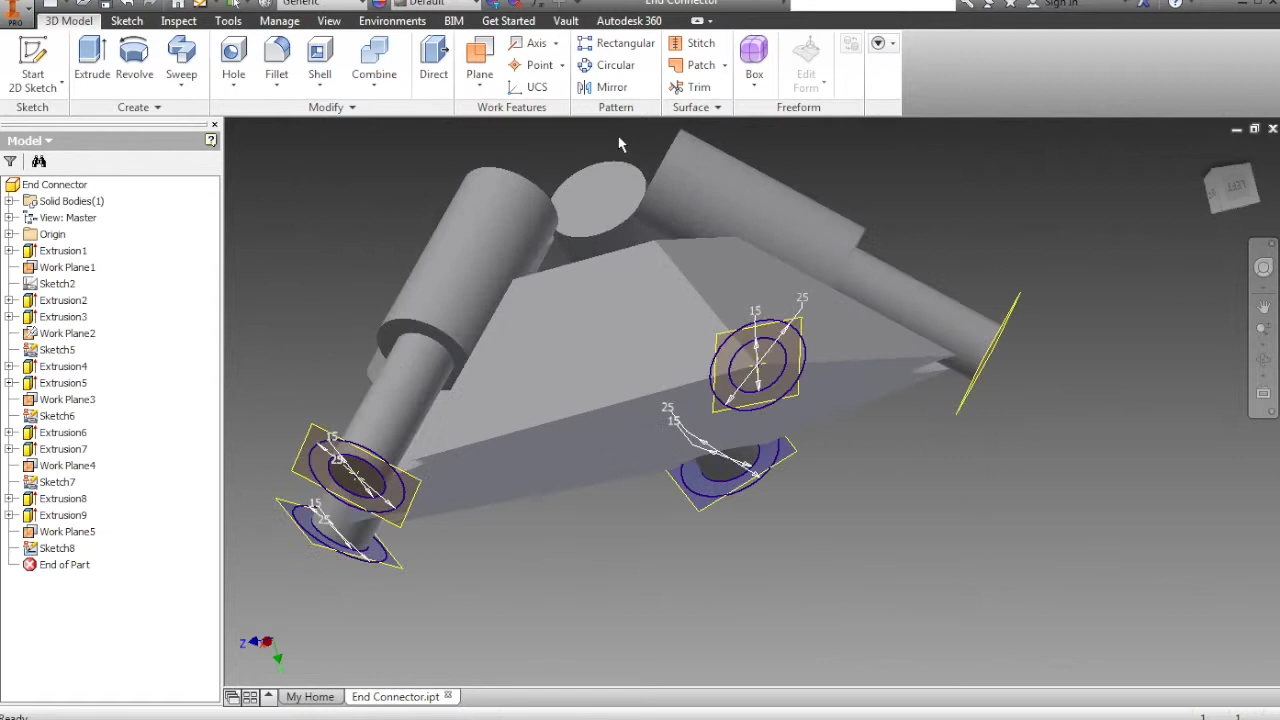 PRO
Generic
Default
End Connector
Sign In
3D Model Sketch Inspect Tools Manage View Environments BIM Get Started Vault Autodesk 360
Start
2D Sketch
Extrude Revolve Sweep
Hole Fillet Shell Combine
Direct
Plane
Axis
Point
UCS
Rectangular
Circular
Mirror
Stitch
Patch
Trim
Box
Edit
Form
Sketch Create Modify Work Features Pattern Surface Freeform
Model
End Connector
Solid Bodies(1)
View: Master
Origin
Extrusion1
Work Plane1
Sketch2
Extrusion2
Extrusion3
Work Plane2
Sketch5
Extrusion4
Extrusion5
Work Plane3
Sketch6
Extrusion6
Extrusion7
Work Plane4
Sketch7
Extrusion8
Extrusion9
Work Plane5
Sketch8
End of Part
LEFT
25
15
25
15
15
25
15
25
Z
My Home End Connector.ipt
Ready
1 1